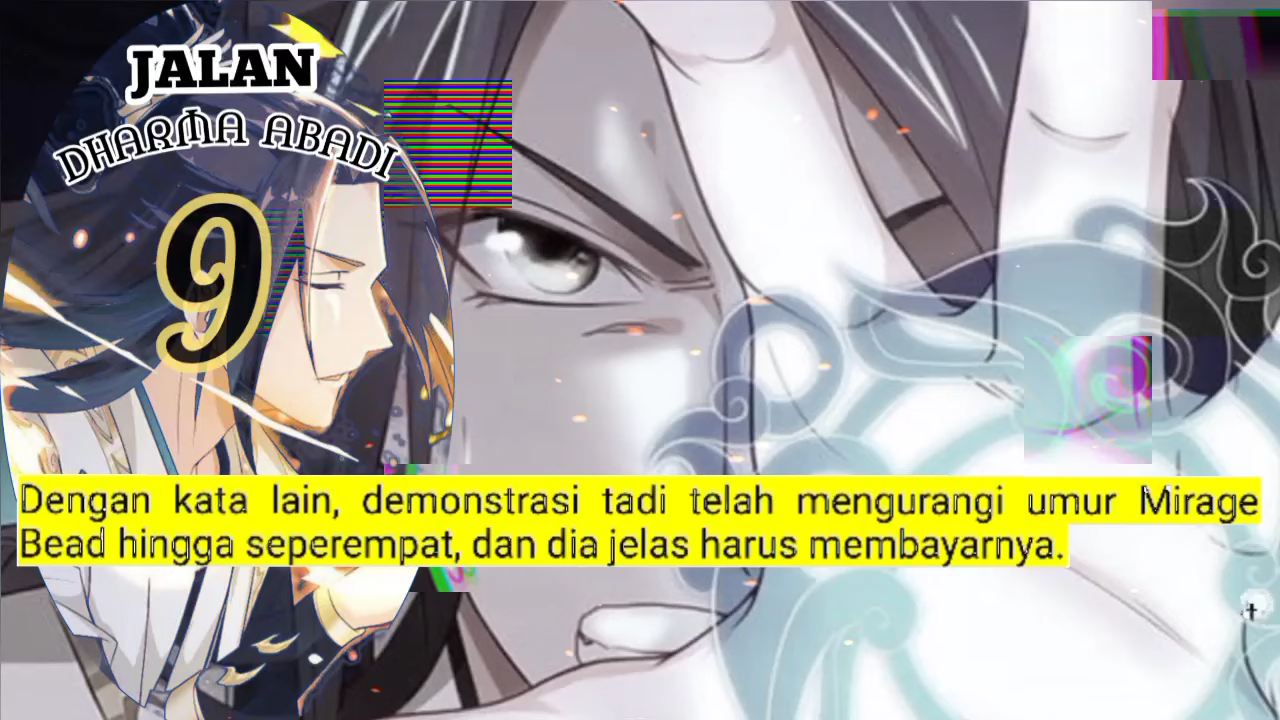 JALAN
DHARMA ABADI
9
Dengan kata lain, demonstrasi tadi telah mengurangi umur Mirage
Bead hingga seperempat, dan dia jelas harus membayarnya.